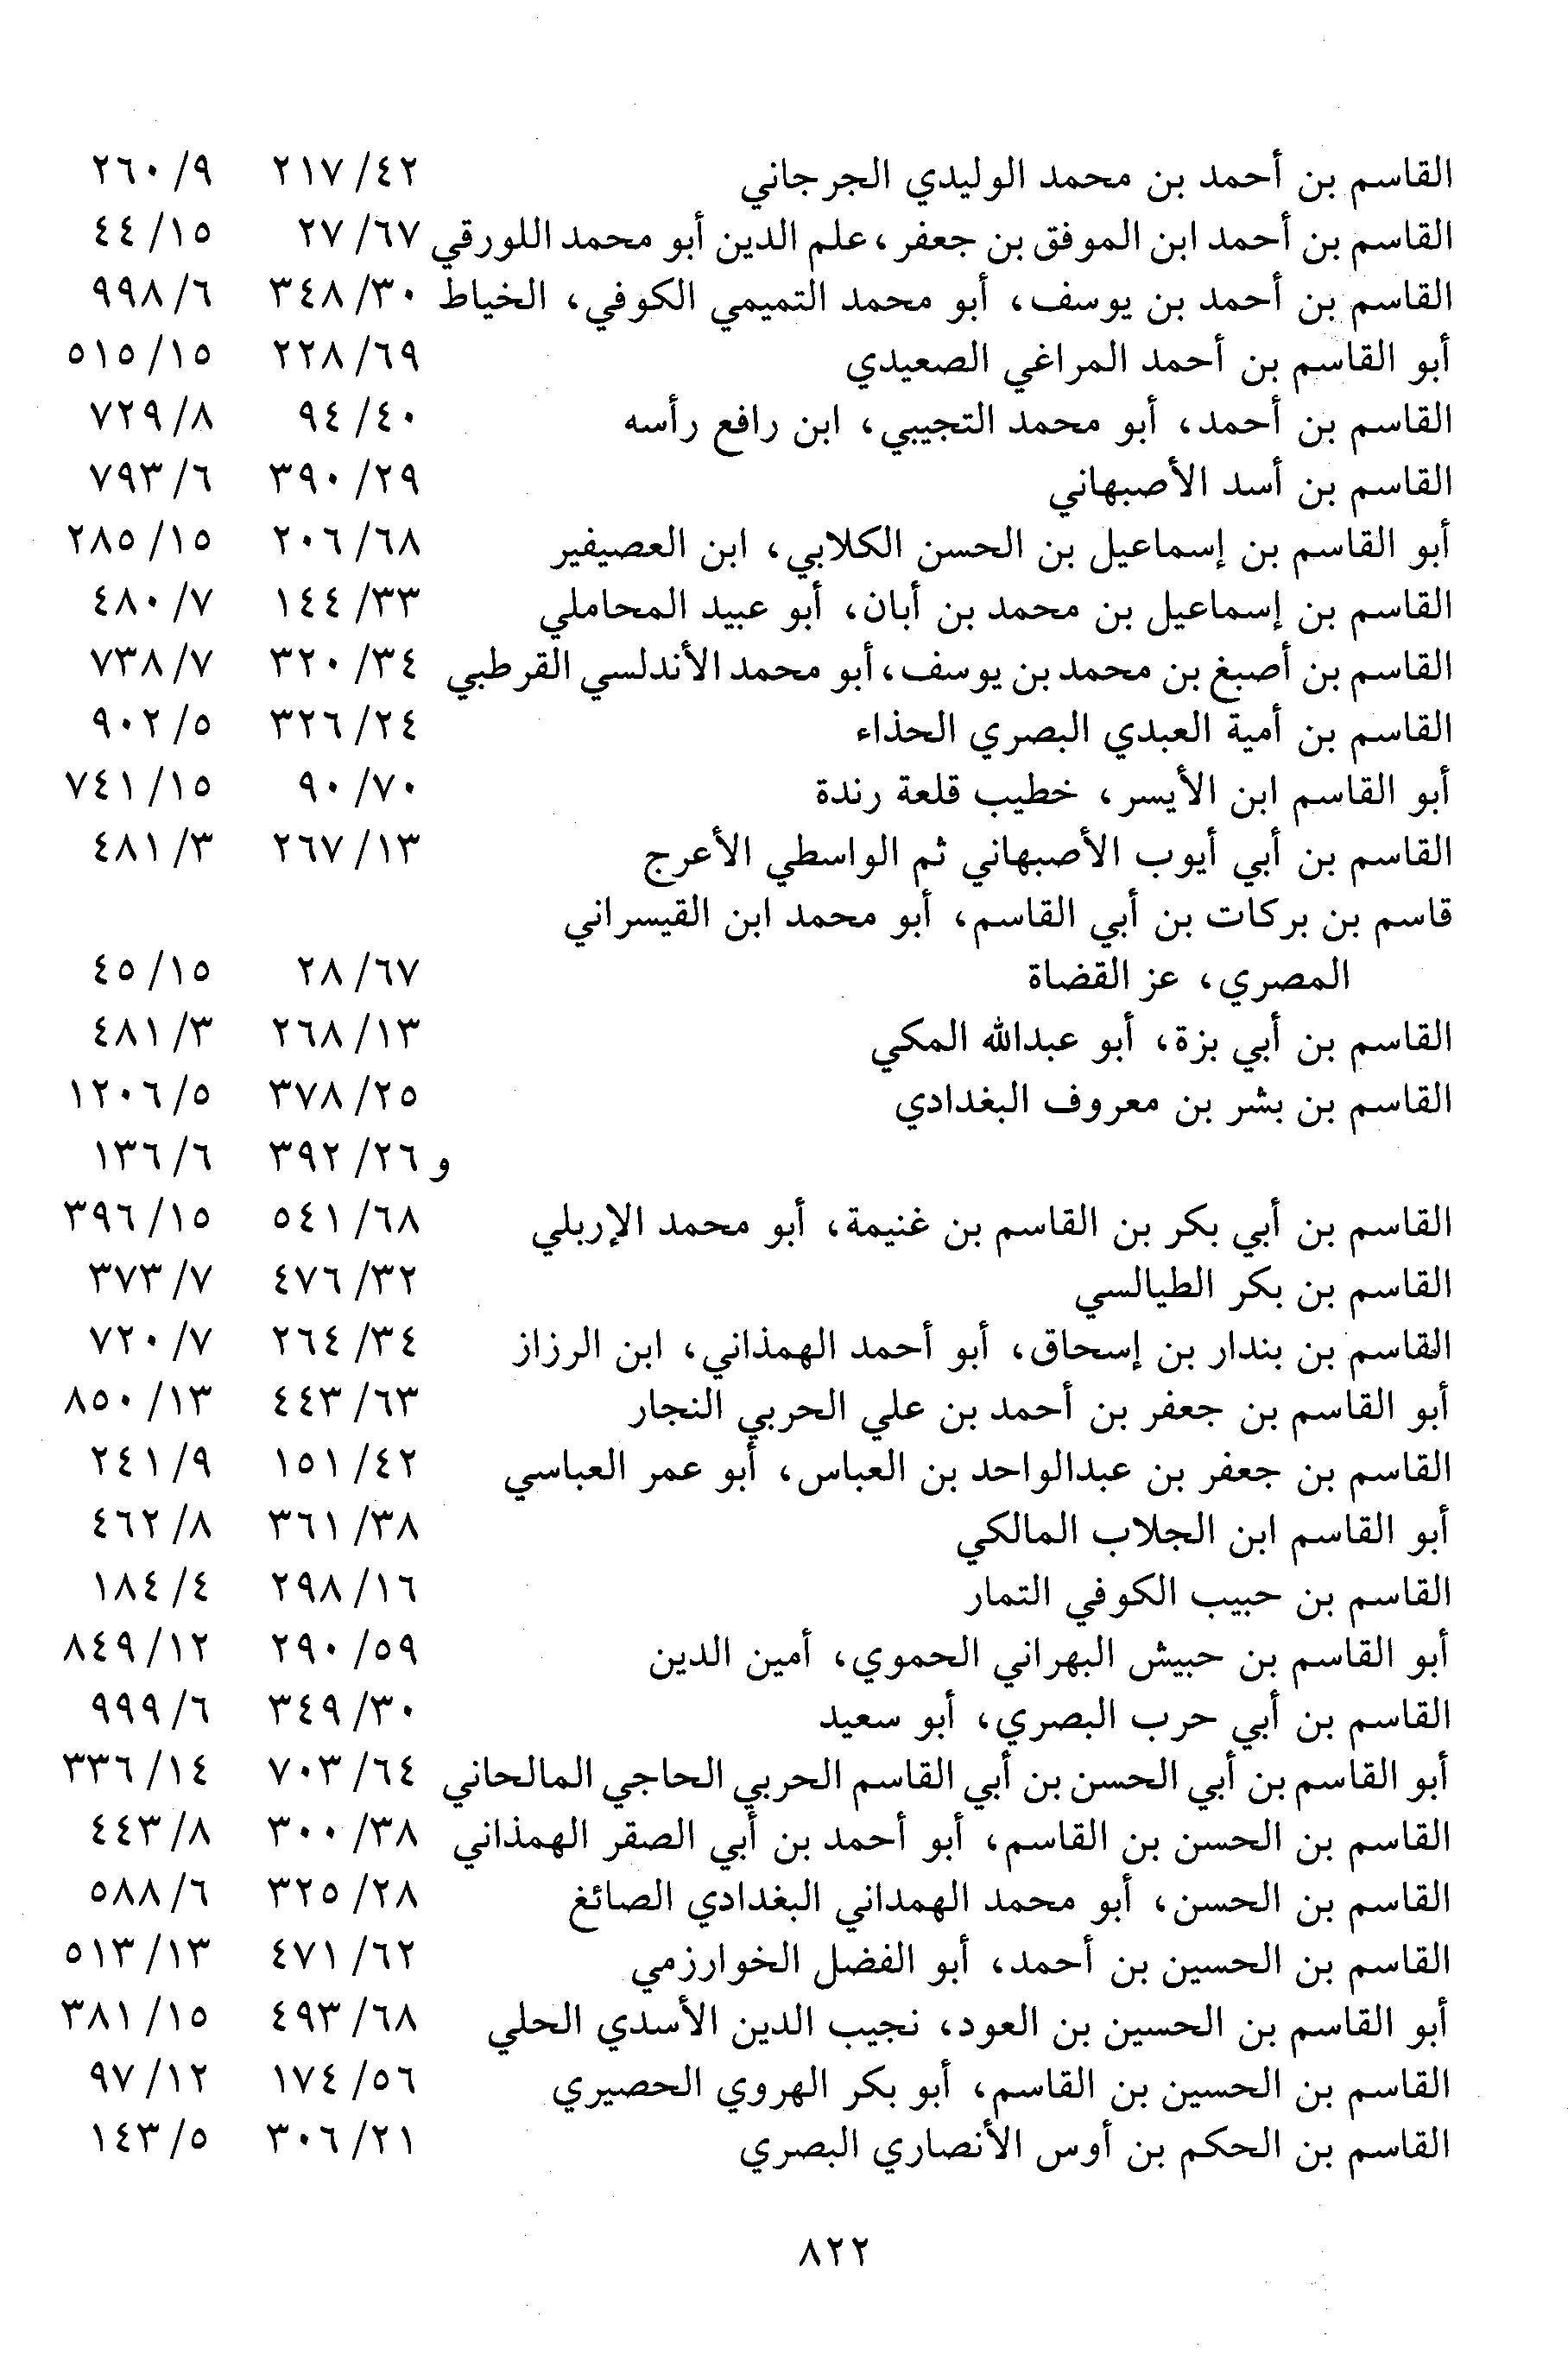 القاسم بن أحمد بن محمد الوليدي الجرجاني ٤٢/ ٢١٧ ٩/ ٢٦٠
القاسم بن أحمد ابن الموفق بن جعفر، علم الدين أبو محمد اللورقي ٦٧/ ٢٧ ١٥/ ٤٤
القاسم بن أحمد بن يوسف، أبو محمد التميمي الكوفي، الخياط ٣٠/ ٣٤٨ ٦/ ٩٩٨
أبو القاسم بن أحمد المراغي الصعيدي ٦٩/ ٢٢٨ ١٥/ ٥١٥
القاسم بن أحمد، أبو محمد التجيبي، ابن رافع رأسه ٤٠/ ٩٤ ٨/ ٧٢٩
القاسم بن أسد الأصبهاني ٢٩/ ٣٩٠ ٦/ ٧٩٣
أبو القاسم بن إسماعيل بن الحسن الكلابي، ابن العصيفير ٦٨/ ٢٠٦ ١٥/ ٢٨٥
القاسم بن إسماعيل بن محمد بن أبان، أبو عبيد المحاملي ٣٣/ ١٤٤ ٧/ ٤٨٠
القاسم بن أصبغ بن محمد بن يوسف، أبو محمد الأندلسي القرطبي ٣٤/ ٣٢٠ ٧/ ٧٣٨
القاسم بن أمية العبدي البصري الحذاء ٢٤/ ٣٢٦ ٥/ ٩٠٢
أبو القاسم ابن الأيسر، خطيب قلعة رندة ٧٠/ ٩٠ ١٥/ ٧٤١
القاسم بن أبي أيوب الأصبهاني ثم الواسطي الأعرج ١٣/ ٢٦٧ ٣/ ٤٨١
قاسم بن بركات بن أبي القاسم، أبو محمد ابن القيسراني
المصري، عز القضاة ٦٧/ ٢٨ ١٥/ ٤٥
القاسم بن أبي بزة، أبو عبدالله المكي ١٣/ ٢٦٨ ٣/ ٤٨١
القاسم بن بشر بن معروف البغدادي ٢٥/ ٣٧٨ ٥/ ١٢٠٦
و ٢٦/ ٣٩٢ ٦/ ١٣٦
القاسم بن أبي بكر بن القاسم بن غنيمة، أبو محمد الإربلي ٦٨/ ٥٤١ ١٥/ ٣٩٦
القاسم بن بكر الطيالسي ٣٢/ ٤٧٦ ٧/ ٣٧٣
القاسم بن بندار بن إسحاق، أبو أحمد الهمذاني، ابن الرزاز ٣٤/ ٢٦٤ ٧/ ٧٢٠
أبو القاسم بن جعفر بن أحمد بن علي الحربي النجار ٦٣/ ٤٤٣ ١٣/ ٨٥٠
القاسم بن جعفر بن عبدالواحد بن العباس، أبو عمر العباسي ٤٢/ ١٥١ ٩/ ٢٤١
أبو القاسم ابن الجلاب المالكي ٣٨/ ٣٦١ ٨/ ٤٦٢
القاسم بن حبيب الكوفي التمار ١٦/ ٢٩٨ ٤/ ١٨٤
أبو القاسم بن حبيش البهراني الحموي، أمين الدين ٥٩/ ٢٩٠ ١٢/ ٨٤٩
القاسم بن أبي حرب البصري، أبو سعيد ٣٠/ ٣٤٩ ٦/ ٩٩٩
أبو القاسم بن أبي الحسن بن أبي القاسم الحربي الحاجي المالحاني ٦٤/ ٧٠٣ ١٤/ ٣٣٦
القاسم بن الحسن بن القاسم، أبو أحمد بن أبي الصقر الهمذاني ٣٨/ ٣٠٠ ٨/ ٤٤٣
القاسم بن الحسن، أبو محمد الهمداني البغدادي الصائغ ٢٨/ ٣٢٥ ٦/ ٥٨٨
القاسم بن الحسين بن أحمد، أبو الفضل الخوارزمي ٦٢/ ٤٧١ ١٣/ ٥١٣
أبو القاسم بن الحسين بن العود، نجيب الدين الأسدي الحلي ٦٨/ ٤٩٣ ١٥/ ٣٨١
القاسم بن الحسين بن القاسم، أبو بكر الهروي الحصيري ٥٦/ ١٧٤ ١٢/ ٩٧
القاسم بن الحكم بن أوس الأنصاري البصري ٢١/ ٣٠٦ ٥/ ١٤٣
٨٢٢